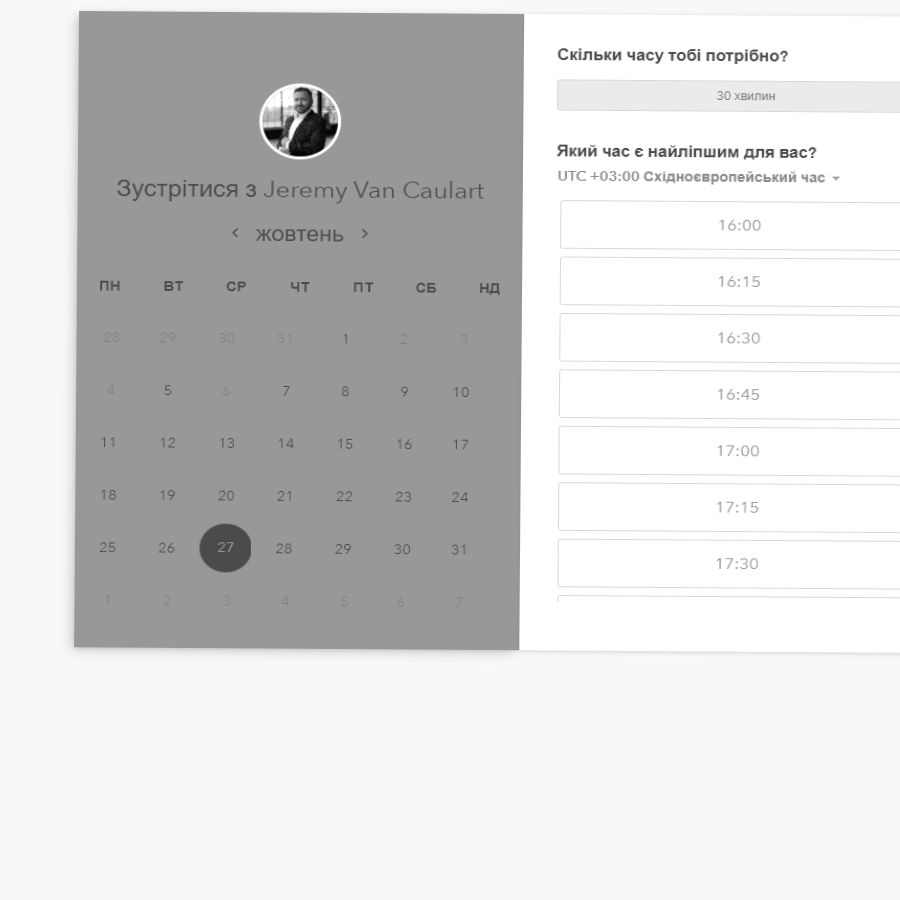 Зустрітися з Jeremy Van Caulart
жовтень
ПН ВТ СР ЧТ ПТ СБ НД
28 29 30 31 1 2 3
4 5 6 7 8 9 10
11 12 13 14 15 16 17
18 19 20 21 22 23 24
25 26 27 28 29 30 31
1 2 3 4 5 6 7
Скільки часу тобі потрібно?
30 хвилин
Який час є найліпшим для вас?
UTC +03:00 Східноєвропейський час
16:00
16:15
16:30
16:45
17:00
17:15
17:30